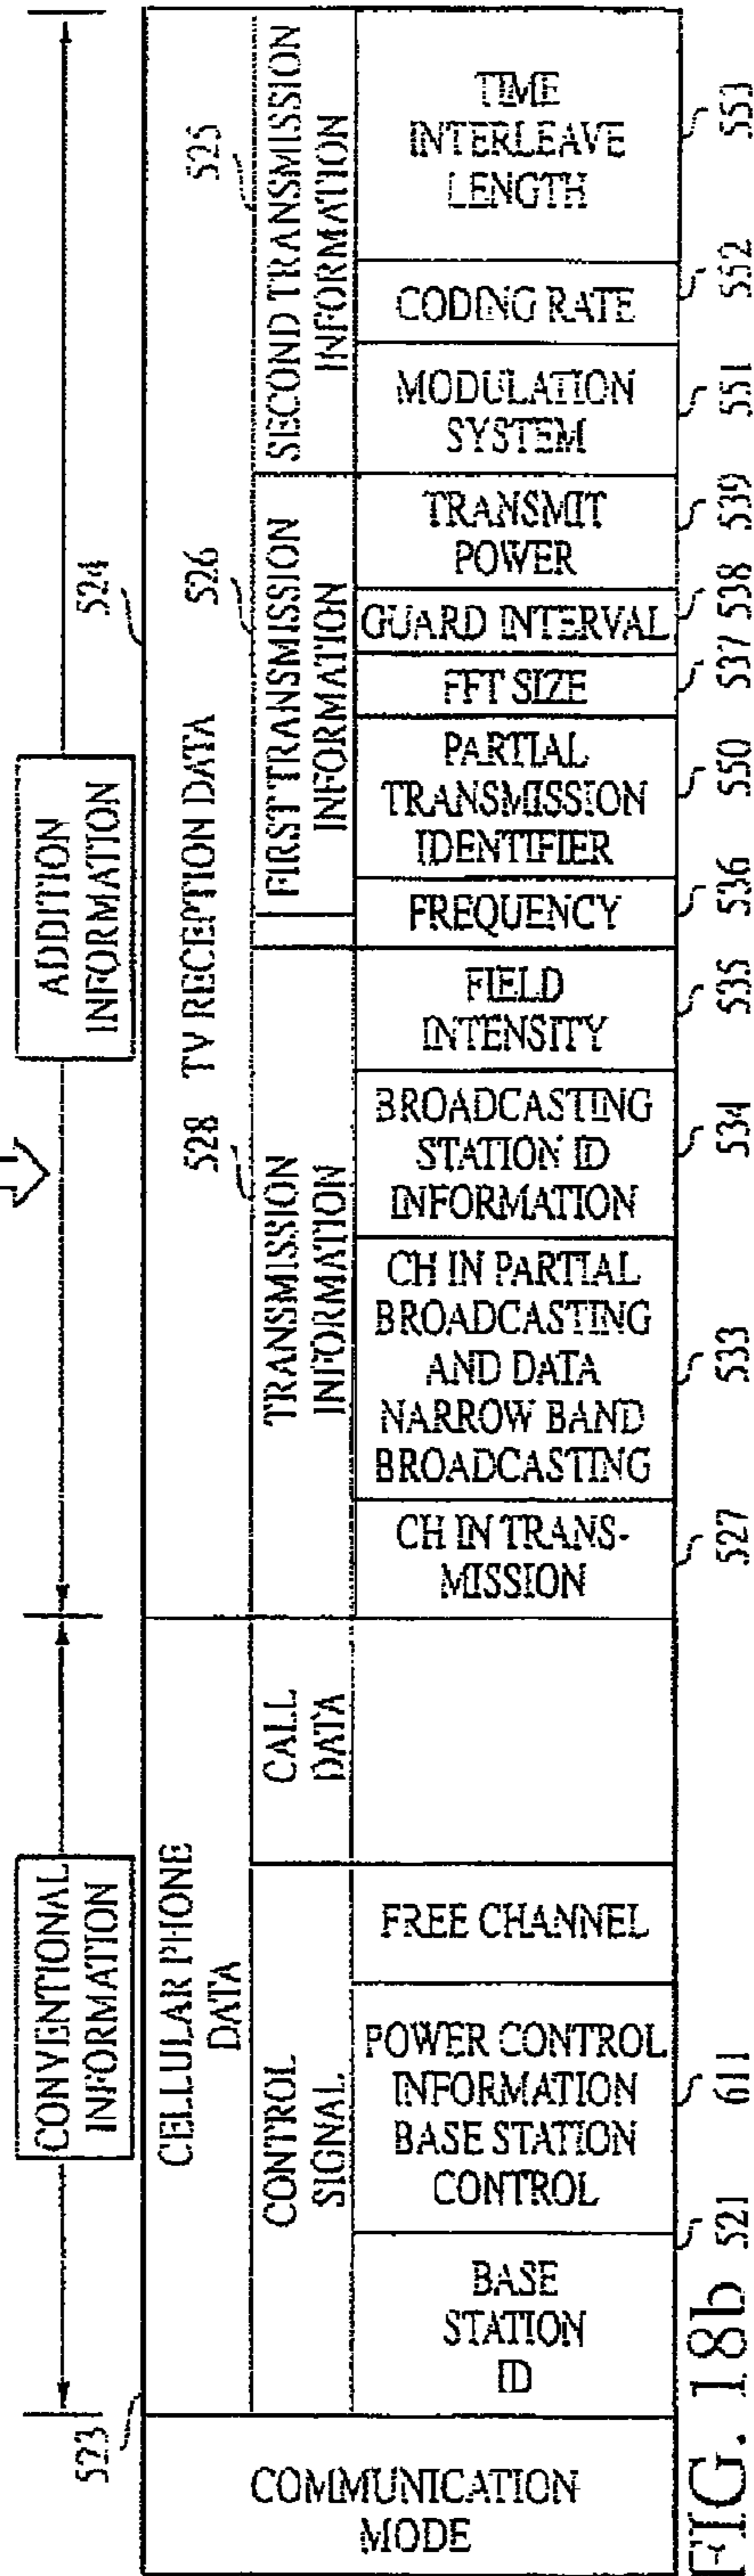 CONVENTIONAL
INFORMATION
ADDITION
INFORMATION
523
524
COMMUNICATION
MODE
CELLULAR PHONE
DATA
528
TV RECEPTION DATA
526
525
CONTROL
SIGNAL
CALL
DATA
TRANSMISSION
INFORMATION
FIRST TRANSMISSION
INFORMATION
SECOND TRANSMISSION
INFORMATION
BASE
STATION
ID
POWER CONTROL
INFORMATION
BASE STATION
CONTROL
FREE CHANNEL
CH IN TRANS-
MISSION
CH IN PARTIAL
BROADCASTING
AND DATA
NARROW BAND
BROADCASTING
BROADCASTING
STATION ID
INFORMATION
FIELD
INTENSITY
FREQUENCY
PARTIAL
TRANSMISSION
IDENTIFIER
FFT SIZE
GUARD INTERVAL
TRANSMIT
POWER
MODULATION
SYSTEM
CODING RATE
TIME
INTERLEAVE
LENGTH
FIG. 18b
521
611
527
533
534
535
536
550
537
538
539
551
552
553